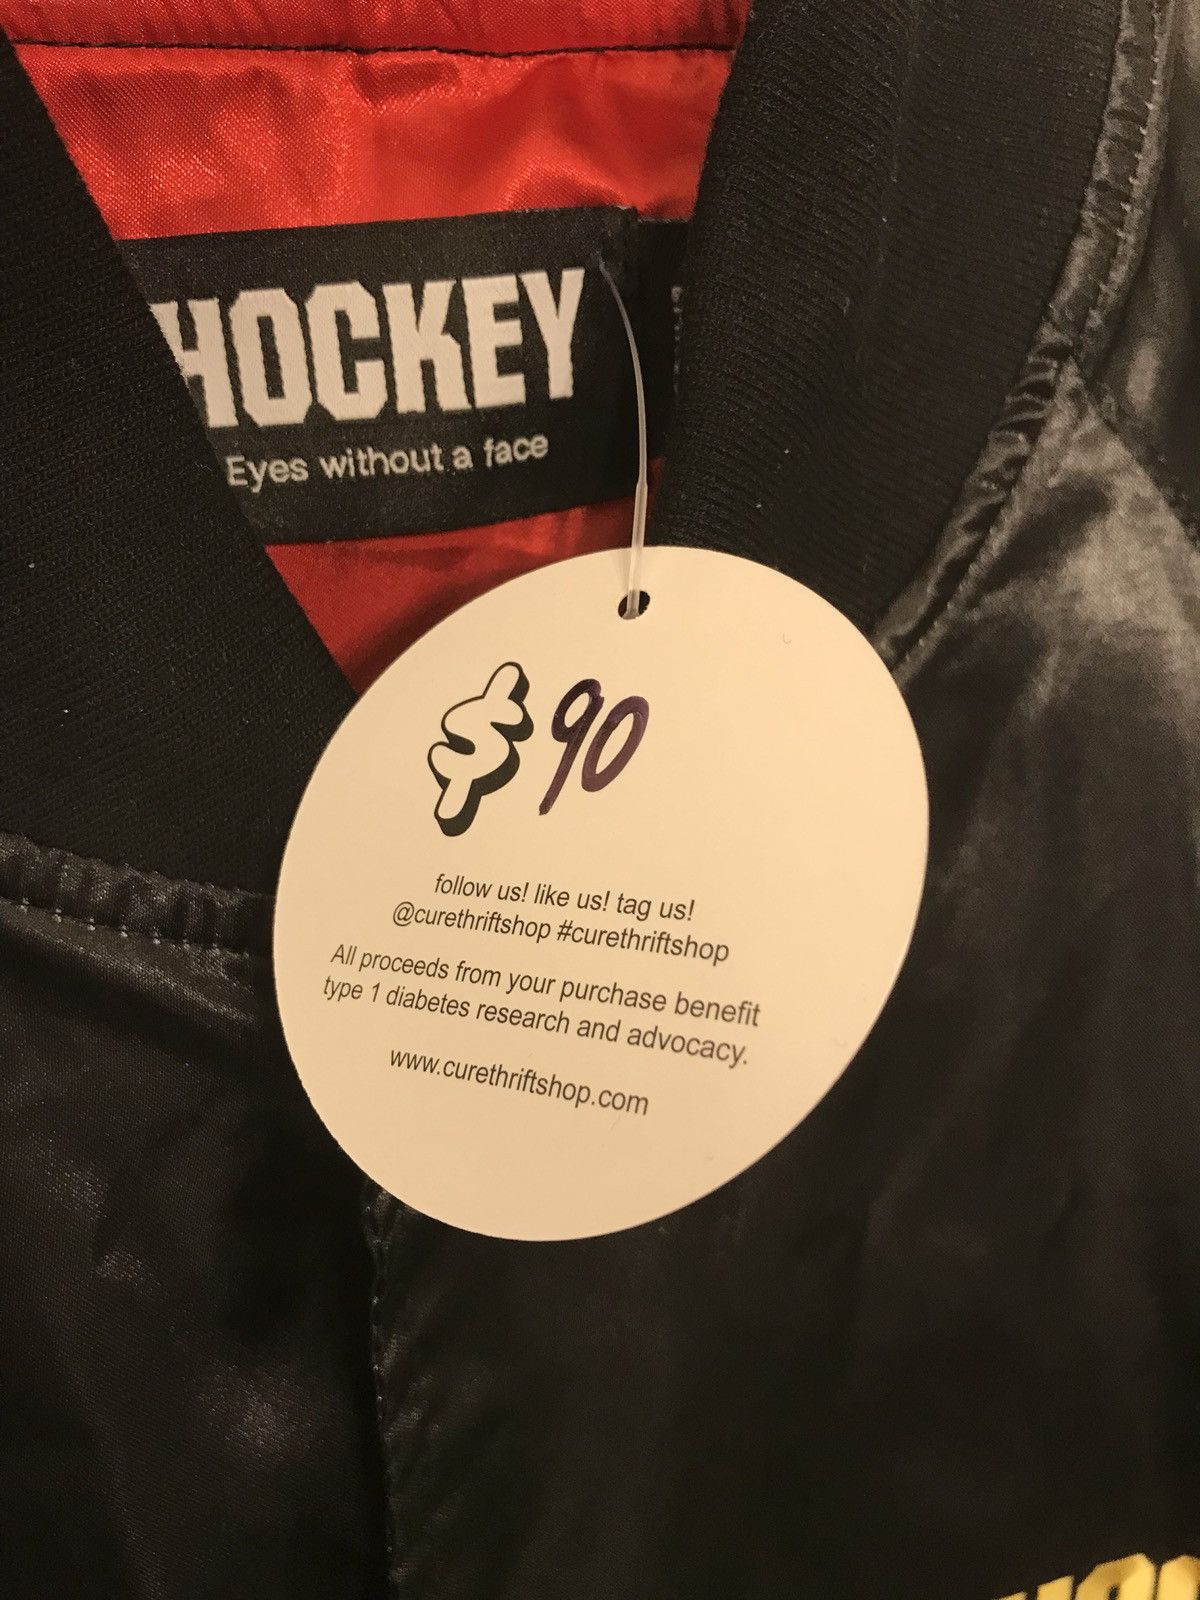 HOCKEY
Eyes without a face
$ 90
follow us! like us! tag us!
@curethriftshop #curethriftshop
All proceeds from your purchase benefit
type 1 diabetes research and advocacy.
www.curethriftshop.com